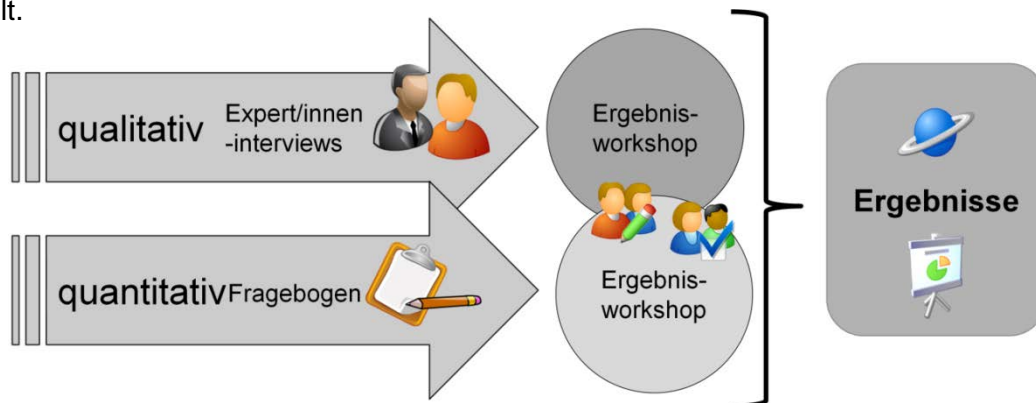 lt.
qualitativ
Expert/innen
-interviews
Ergebnis-
workshop
Ergebnisse
quantitativ
Fragebogen
Ergebnis-
workshop